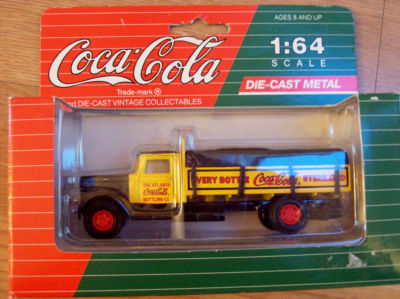 AGES 8 AND UP
Coca-Cola
Trade-mark ®
1:64
SCALE
DIE-CAST METAL
DIE-CAST VINTAGE COLLECTABLES
THE ATLANTA
Coca-Cola
BOTTLING CO.
VERY BOTTLE Coca-Cola